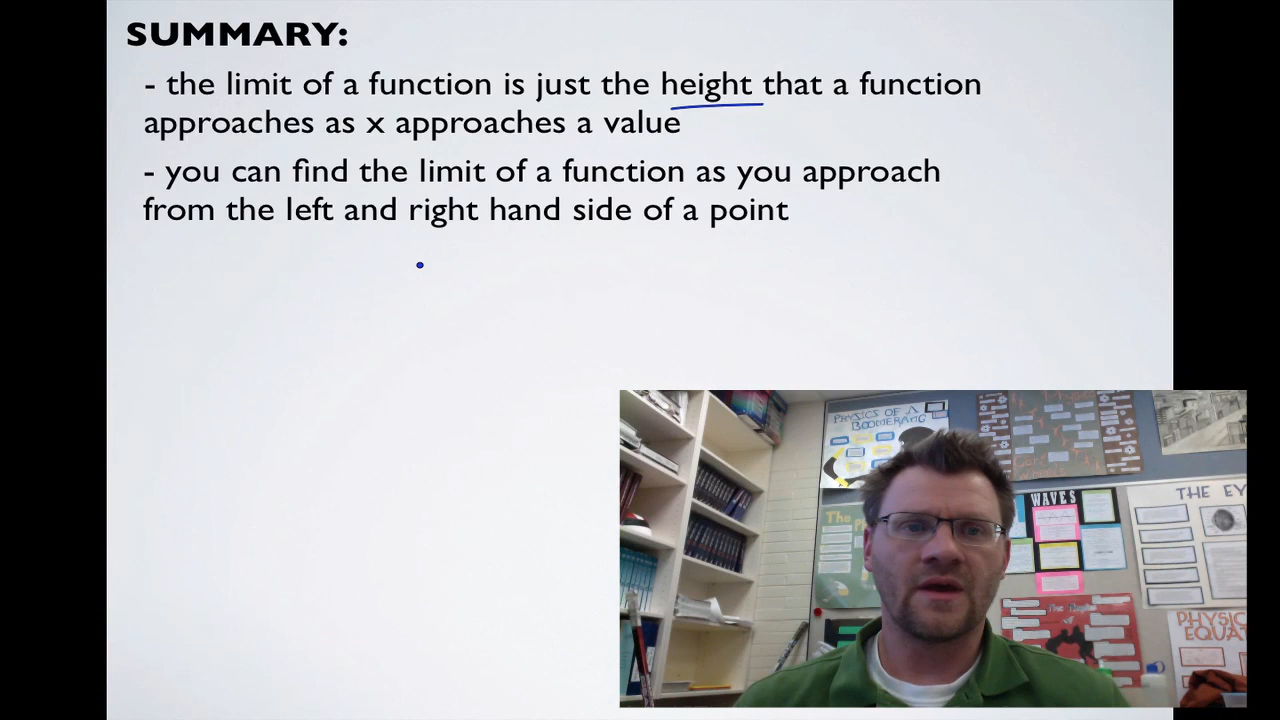 SUMMARY:
- the limit of a function is just the height that a function
approaches as x approaches a value
- you can find the limit of a function as you approach
from the left and right hand side of a point
PHYSICS OF A
BOOMERANG
WAVES
THE EY
The
PHYSIC
EQUAT